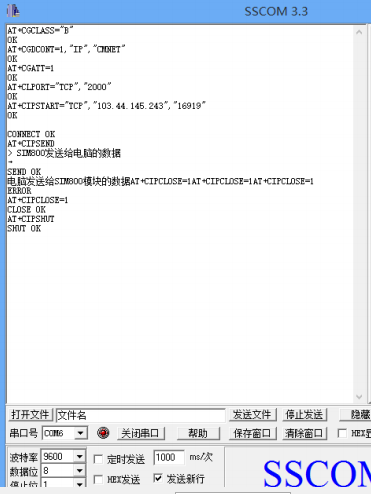 SSCOM 3.3
AT+CGCLASS="B"
OK
AT+CGDCONT=1,"IP","CMNET"
OK
AT+CGATT=1
OK
AT+CLPORT="TCP","2000"
OK
AT+CIPSTART="TCP","103.44.145.243","16919"
OK
CONNECT OK
AT+CIPSEND
> SIM800发送给电脑的数据
→
SEND OK
电脑发送给SIM800模块的数据AT+CIPCLOSE=1AT+CIPCLOSE=1AT+CIPCLOSE=1
ERROR
AT+CIPCLOSE=1
CLOSE OK
AT+CIPSHUT
SHUT OK
打开文件 文件名 发送文件 停止发送 隐藏
串口号 COM6 关闭串口 帮助 保存窗口 清除窗口 HEX
波特率 9600 定时发送 1000 ms/次
数据位 8 HEX发送 发送新行
停止位 1
SSCOM